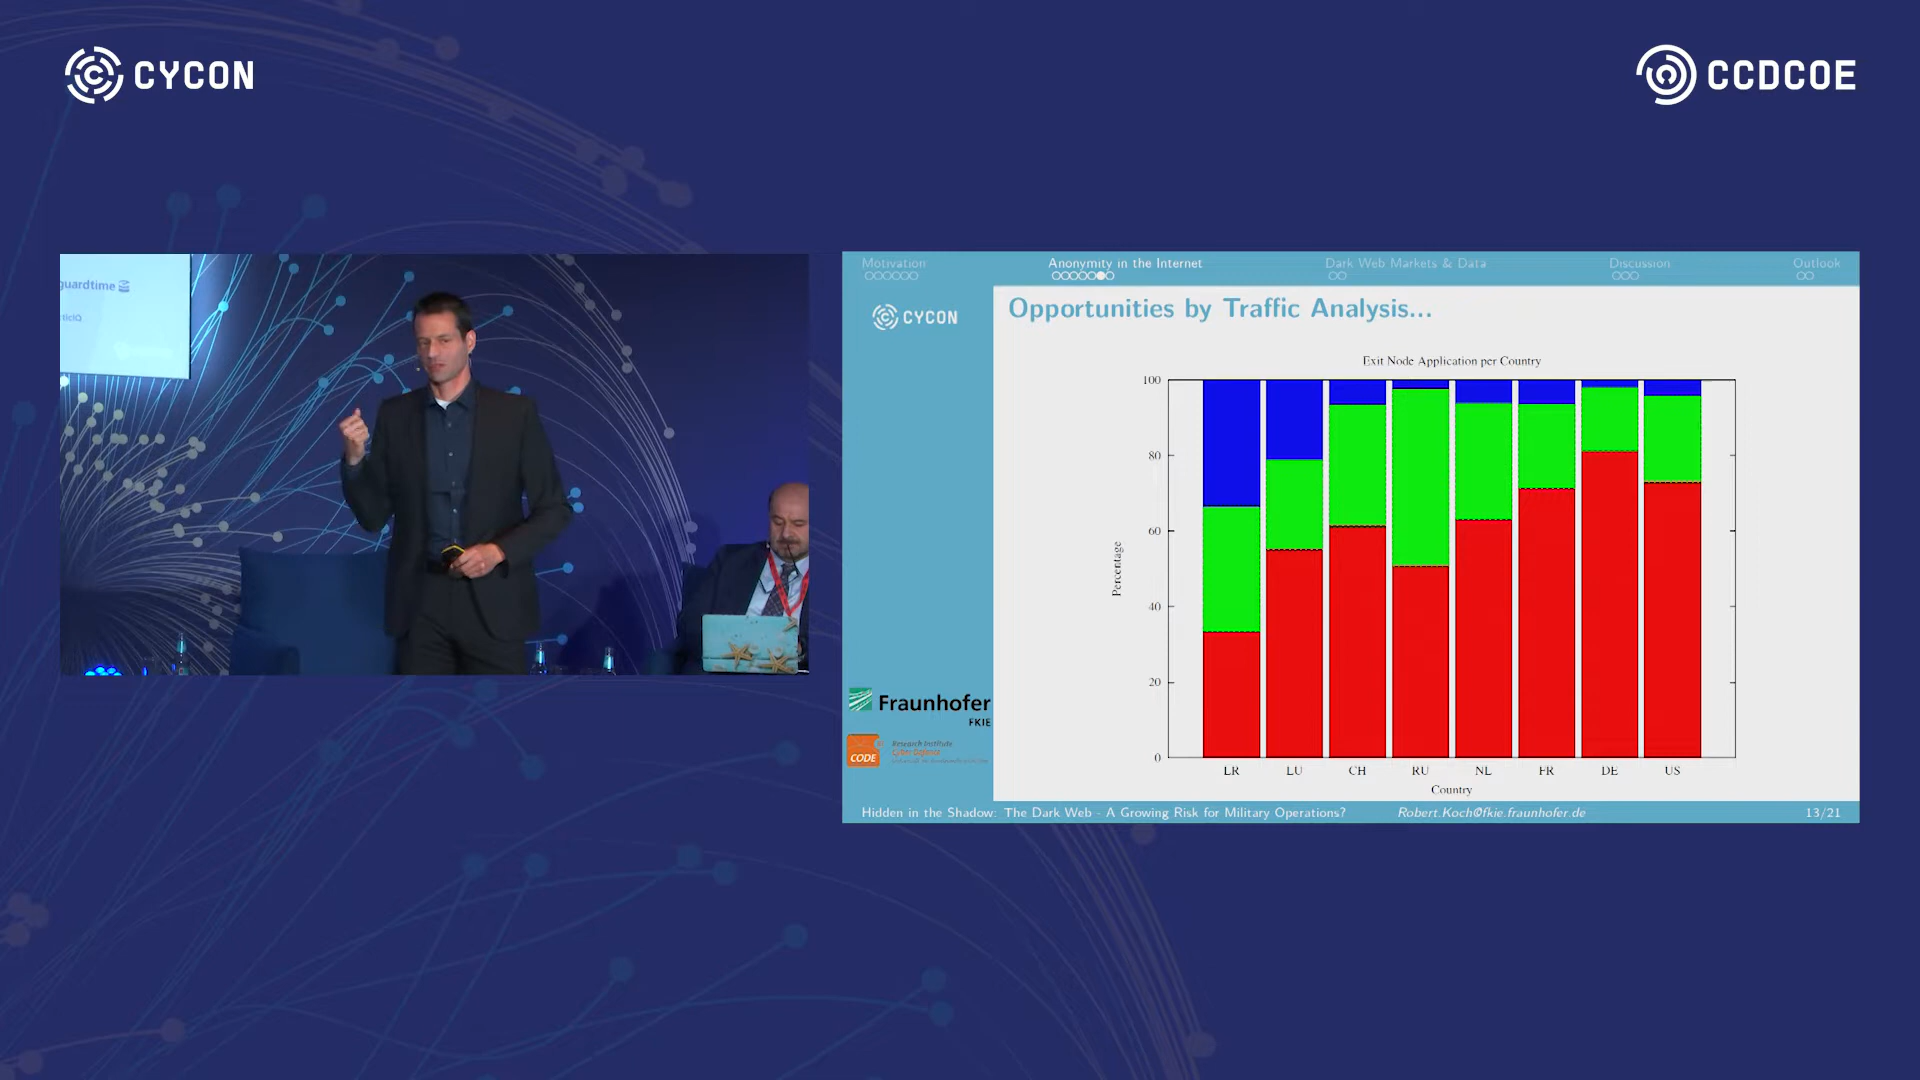 CYCON
CCDCOE
guardtime
Motivation
Anonymity in the Internet
Dark Web Markets & Data
Discussion
Outlook
CYCON
Opportunities by Traffic Analysis...
Exit Node Application per Country
100
80
60
40
20
0
Percentage
LR LU CH RU NL FR DE US
Country
Fraunhofer
FKIE
CODE
Research Institute
Cyber Defence
Hidden in the Shadow: The Dark Web - A Growing Risk for Military Operations?
Robert.Koch@fkie.fraunhofer.de
13/21